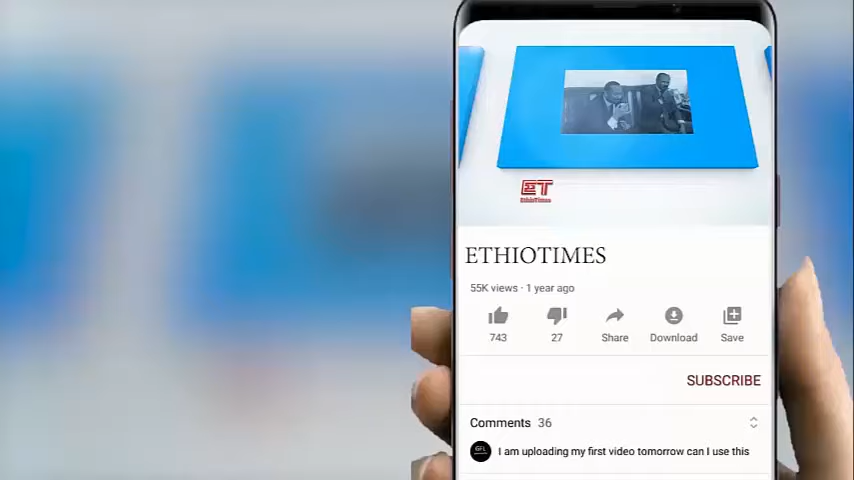 ET
EthioTimes
ETHIOTIMES
55K views · 1 year ago
743
27
Share
Download
Save
SUBSCRIBE
Comments 36
GFL
I am uploading my first video tomorrow can I use this